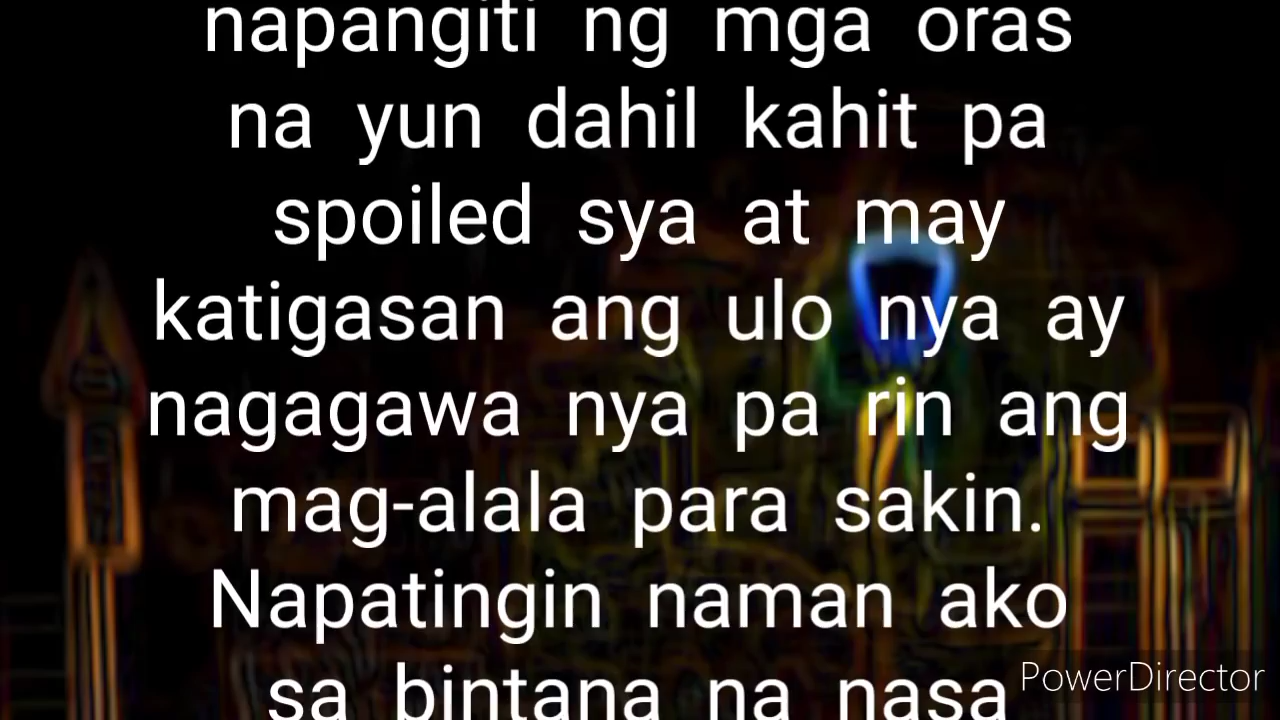 napangiti ng mga oras
na yun dahil kahit pa
spoiled sya at may
katigasan ang ulo nya ay
nagagawa nya pa rin ang
mag-alala para sakin.
Napatingin naman ako
sa bintana na nasa
PowerDirector